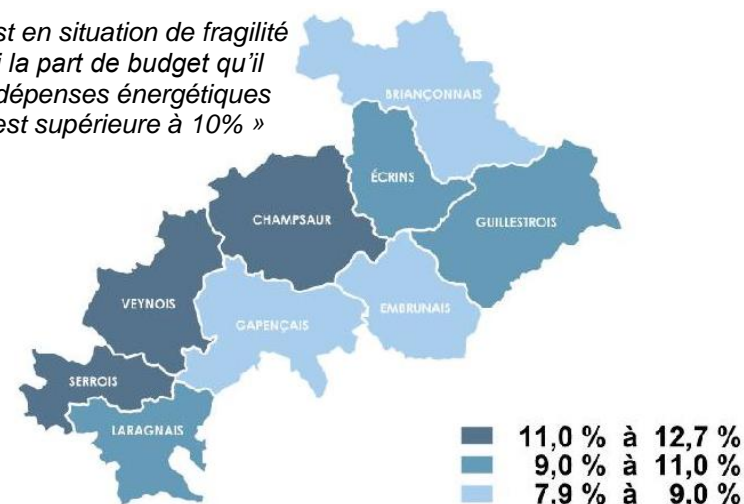 st en situation de fragilité
i la part de budget qu'il
dépenses énergétiques
est supérieure à 10% »
BRIANÇONNAIS
ÉCRINS
CHAMPSAUR
GUILLESTROIS
VEYNOIS
EMBRUNAIS
GAPENÇAIS
SERROIS
LARAGNAIS
11,0 % à 12,7 %
9,0 % à 11,0 %
7,9 % à 9,0 %